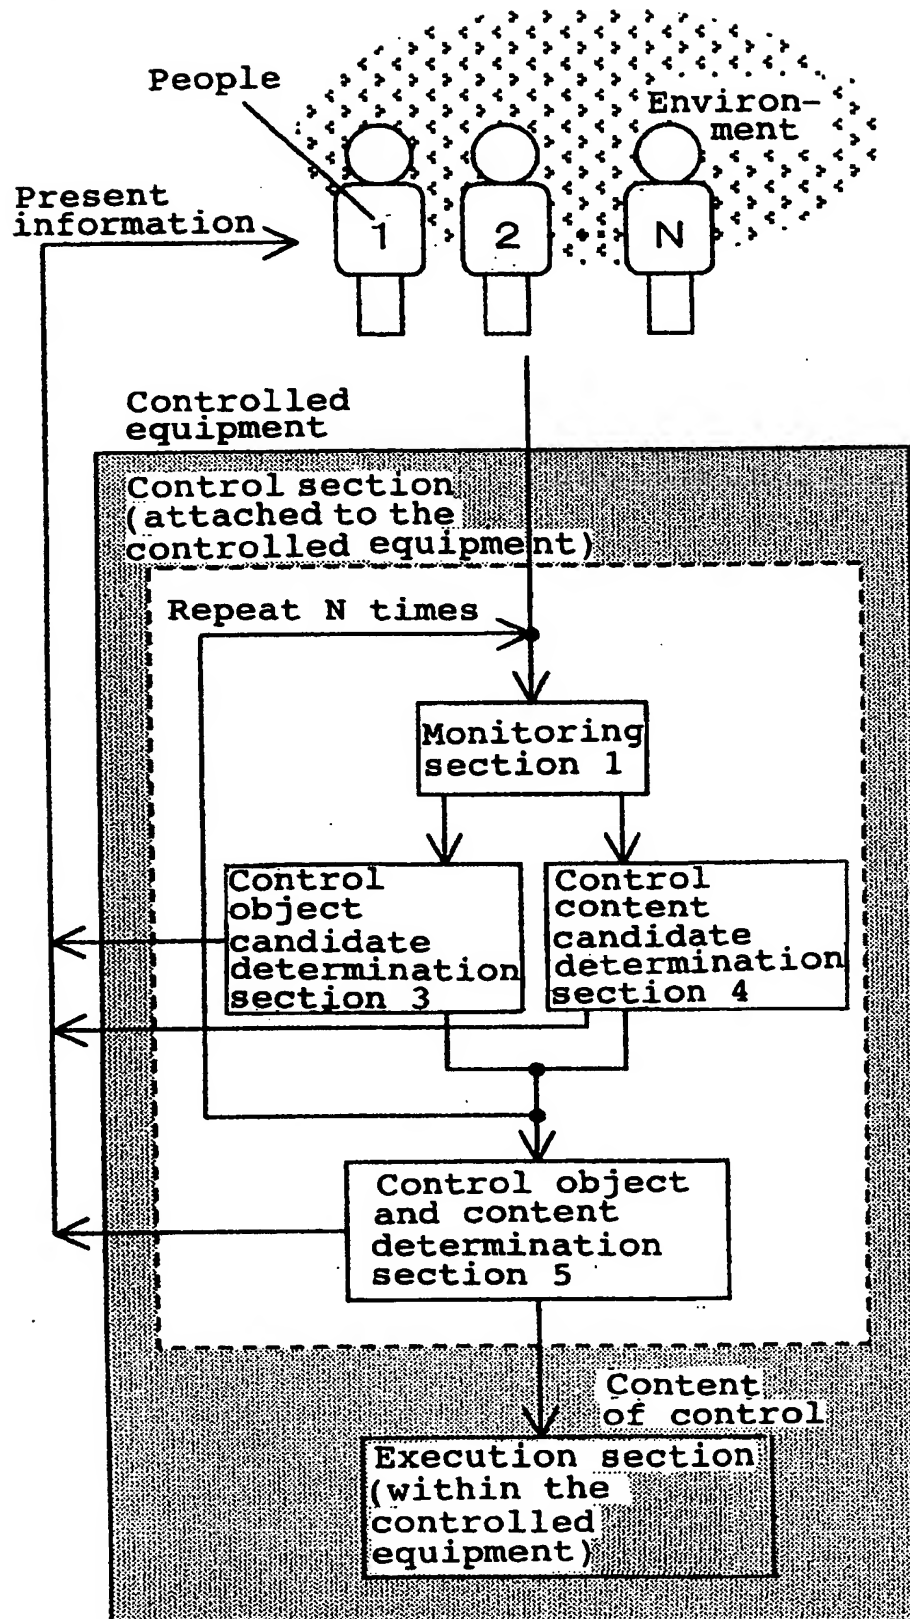 People
Environ-
ment
Present
information
1
2
N
Controlled
equipment
Control section
(attached to the
controlled equipment)
Repeat N times
Monitoring
section 1
Control
object
candidate
determination
section 3
Control
content
candidate
determination
section 4
Control object
and content
determination
section 5
Content
of control
Execution section
(within the
controlled
equipment)